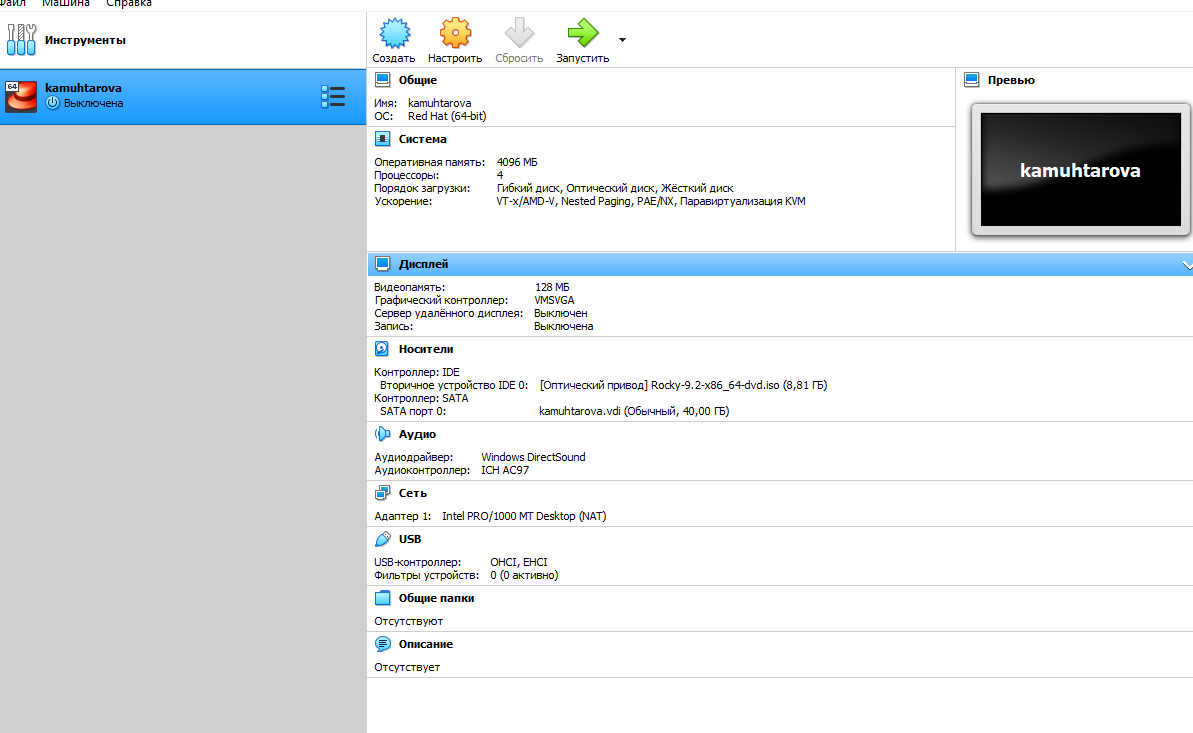 Файл Машина Справка
Инструменты
Создать Настроить Сбросить Запустить
64
kamuhtarova
Выключена
Общие
Имя: kamuhtarova
ОС: Red Hat (64-bit)
Превью
kamuhtarova
Система
Оперативная память: 4096 МБ
Процессоры: 4
Порядок загрузки: Гибкий диск, Оптический диск, Жёсткий диск
Ускорение: VT-x/AMD-V, Nested Paging, PAE/NX, Паравиртуализация KVM
Дисплей
Видеопамять: 128 МБ
Графический контроллер: VMSVGA
Сервер удалённого дисплея: Выключен
Запись: Выключена
Носители
Контроллер: IDE
Вторичное устройство IDE 0: [Оптический привод] Rocky-9.2-x86_64-dvd.iso (8,81 ГБ)
Контроллер: SATA
SATA порт 0: kamuhtarova.vdi (Обычный, 40,00 ГБ)
Аудио
Аудиодрайвер: Windows DirectSound
Аудиоконтроллер: ICH AC97
Сеть
Адаптер 1: Intel PRO/1000 MT Desktop (NAT)
USB
USB-контроллер: OHCI, EHCI
Фильтры устройств: 0 (0 активно)
Общие папки
Отсутствуют
Описание
Отсутствует